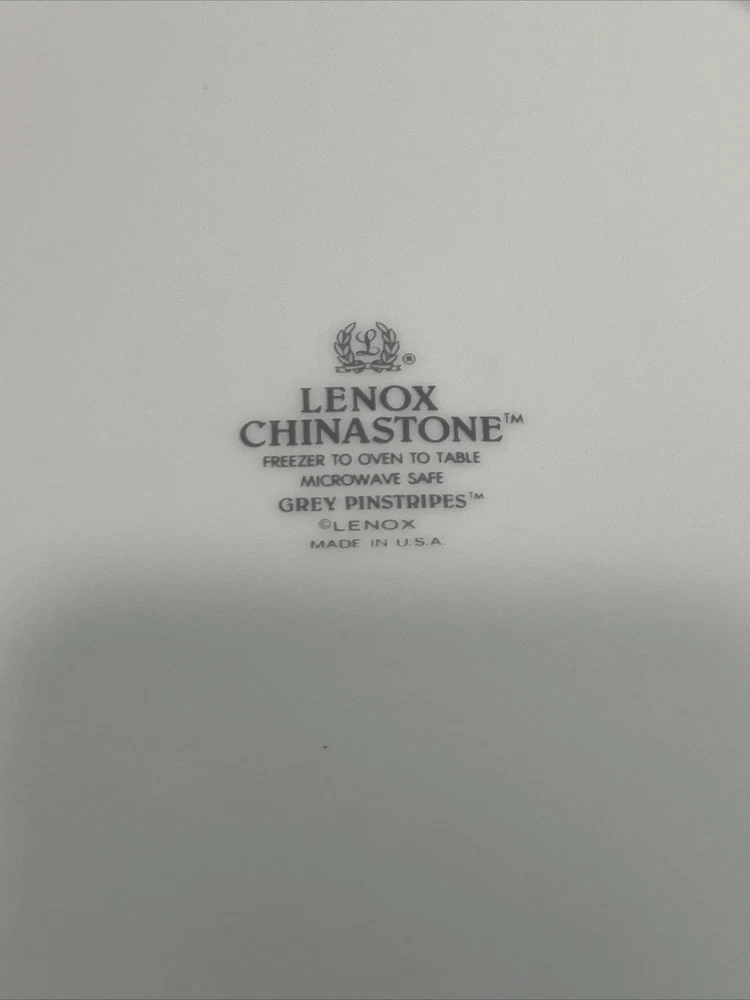 L ®
LENOX
CHINASTONE™
FREEZER TO OVEN TO TABLE
MICROWAVE SAFE
GREY PINSTRIPES™
©LENOX
MADE IN U.S.A.